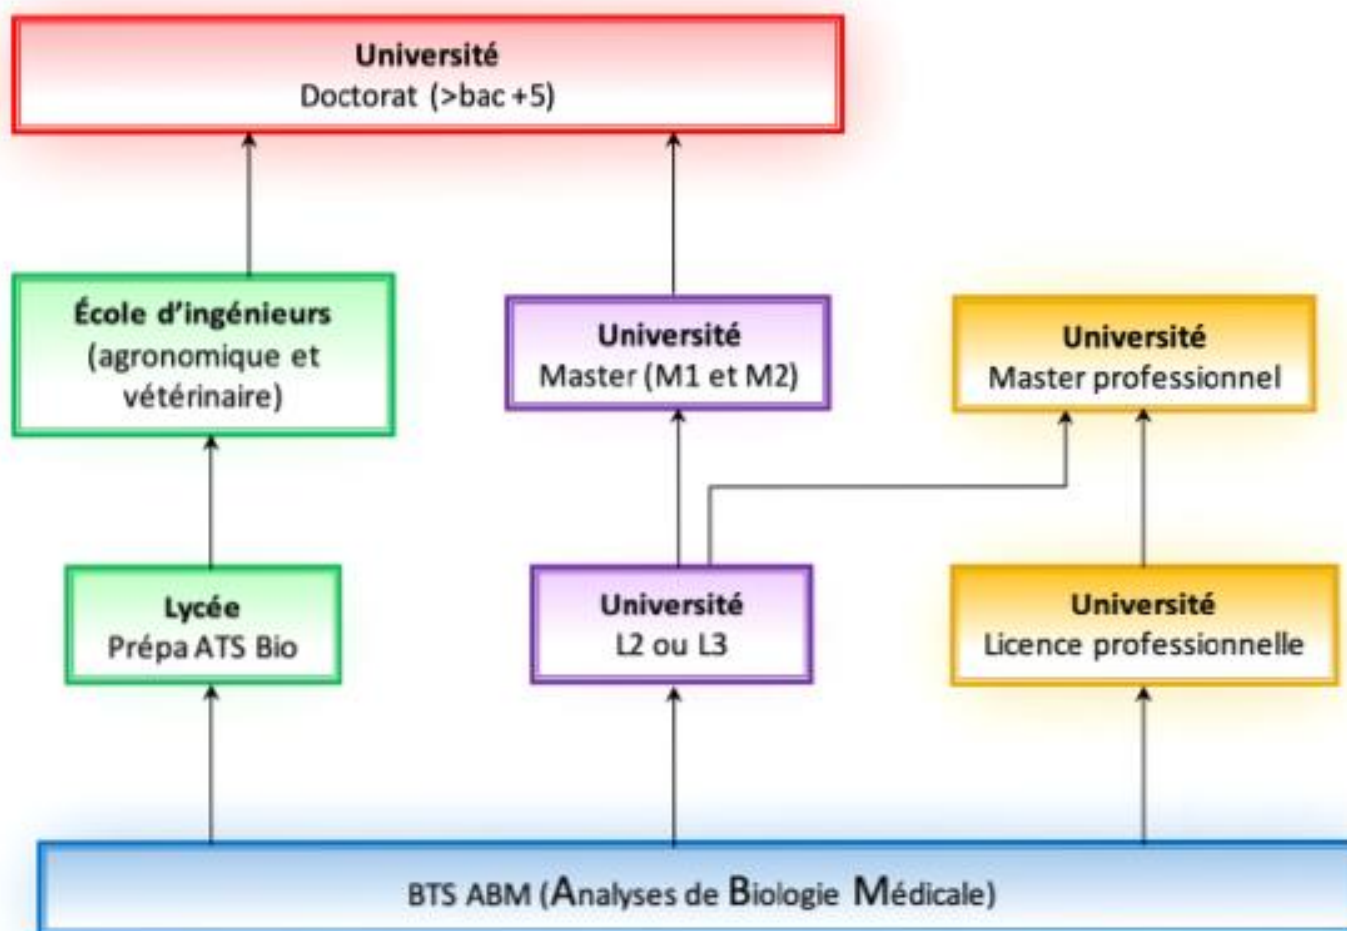 Université
Doctorat (>bac +5)
École d'ingénieurs
(agronomique et
vétérinaire)
Université
Master (M1 et M2)
Université
Master professionnel
Lycée
Prépa ATS Bio
Université
L2 ou L3
Université
Licence professionnelle
BTS ABM (Analyses de Biologie Médicale)